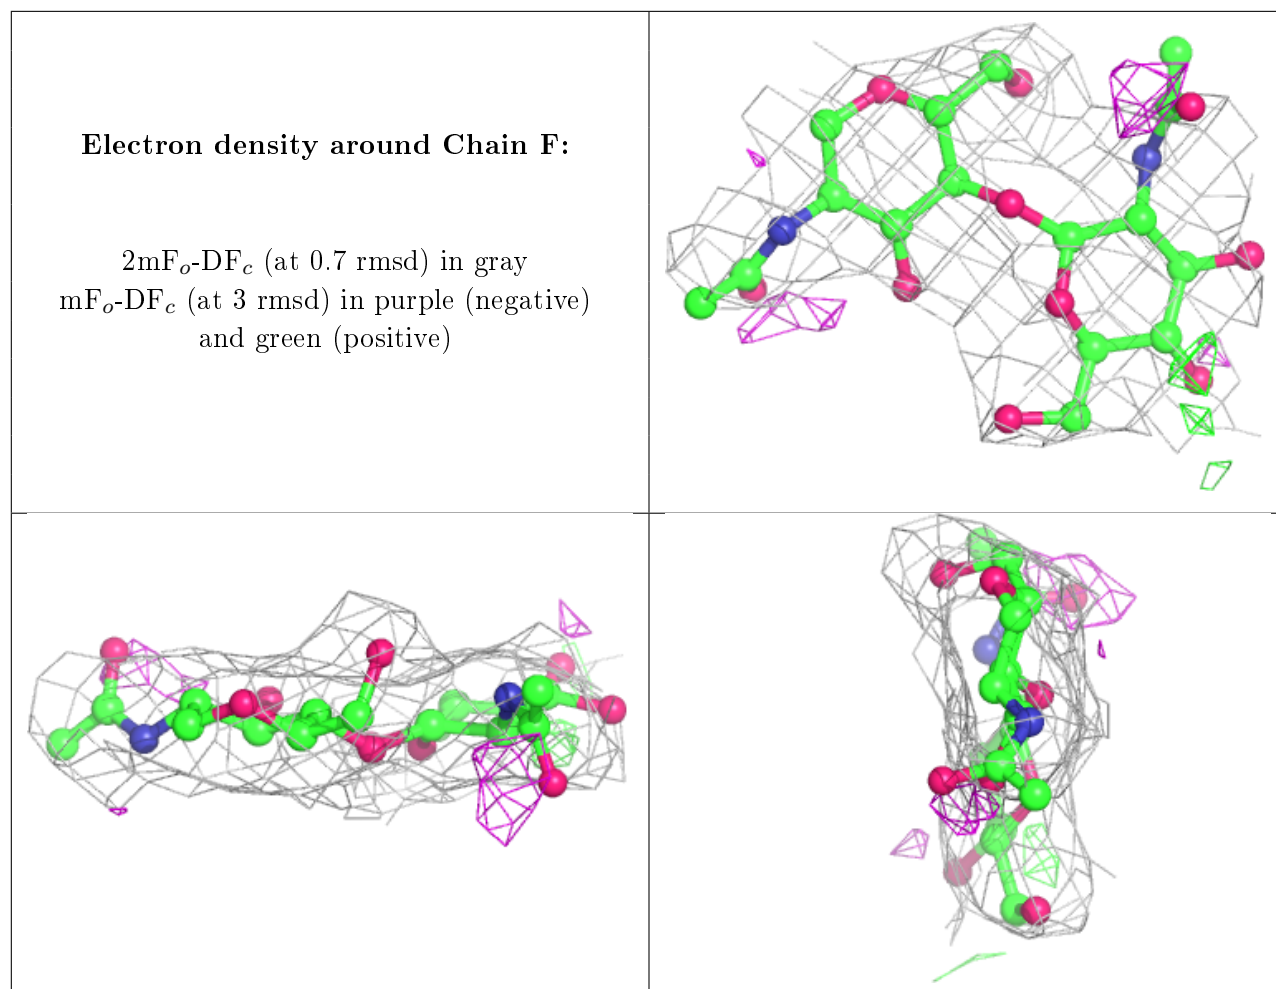 Electron density around Chain F:
2mFo-DFc (at 0.7 rmsd) in gray
mFo-DFc (at 3 rmsd) in purple (negative)
and green (positive)